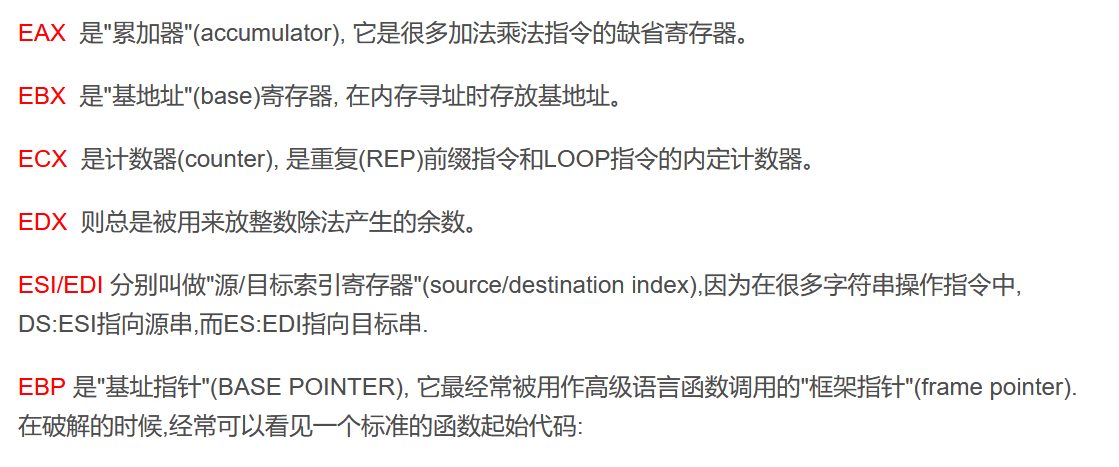 EAX 是"累加器"(accumulator), 它是很多加法乘法指令的缺省寄存器。
EBX 是"基地址"(base)寄存器, 在内存寻址时存放基地址。
ECX 是计数器(counter), 是重复(REP)前缀指令和LOOP指令的内定计数器。
EDX 则总是被用来放整数除法产生的余数。
ESI/EDI 分别叫做"源/目标索引寄存器"(source/destination index),因为在很多字符串操作指令中,
DS:ESI指向源串,而ES:EDI指向目标串.
EBP 是"基址指针"(BASE POINTER), 它最经常被用作高级语言函数调用的"框架指针"(frame pointer).
在破解的时候,经常可以看见一个标准的函数起始代码: